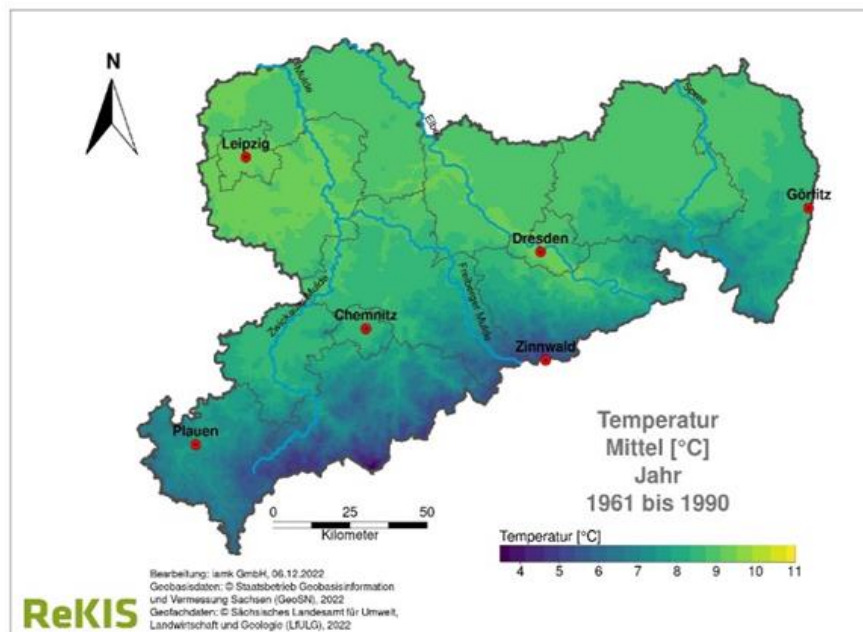 N
Mulde
Elbe
Spree
Leipzig
Görlitz
Dresden
Freiberger Mulde
Zwickauer Mulde
Chemnitz
Zinnwald
Plauen
Temperatur
Mittel [°C]
Jahr
1961 bis 1990
0 25 50
Kilometer
Temperatur [°C]
4 5 6 7 8 9 10 11
ReKIS
Bearbeitung: iamk GmbH, 06.12.2022
Geobasisdaten: © Staatsbetrieb Geobasisinformation
und Vermessung Sachsen (GeoSN), 2022
Geofachdaten: © Sächsisches Landesamt für Umwelt,
Landwirtschaft und Geologie (LfULG), 2022